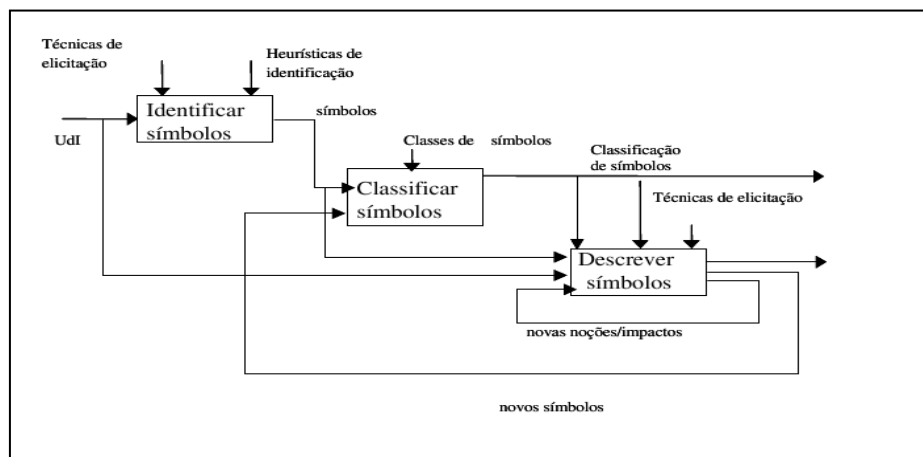 Técnicas de
elicitação
Heurísticas de
identificação
Identificar
símbolos
símbolos
UdI
Classes de símbolos
Classificação
de símbolos
Classificar
símbolos
Técnicas de elicitação
Descrever
símbolos
novas noções/impactos
novos símbolos